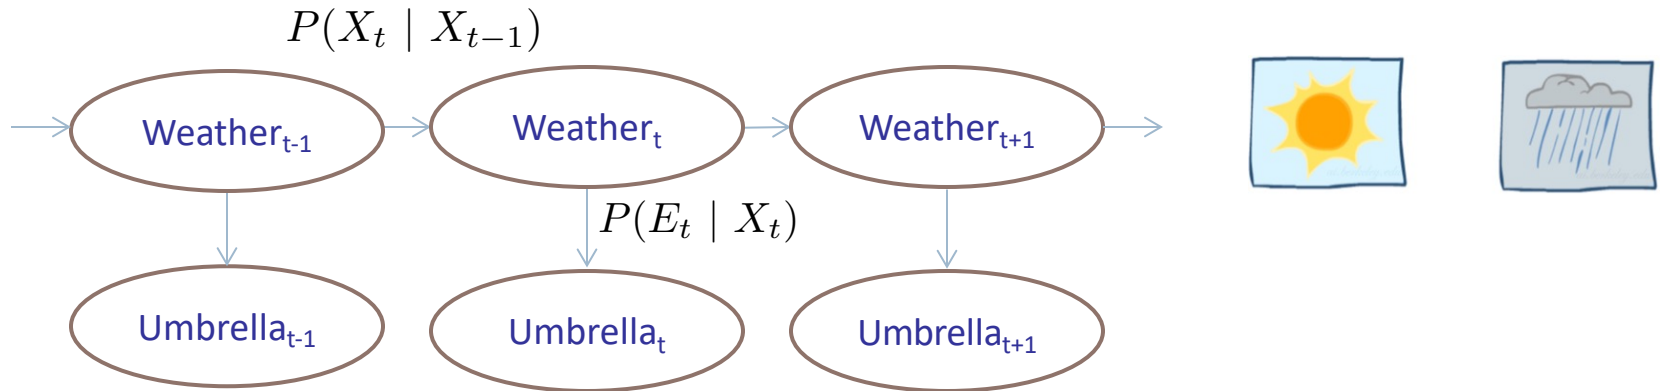 P(X_t | X_{t−1})
Weather_{t-1} Weather_t Weather_{t+1}
P(E_t | X_t)
Umbrella_{t-1} Umbrella_t Umbrella_{t+1}